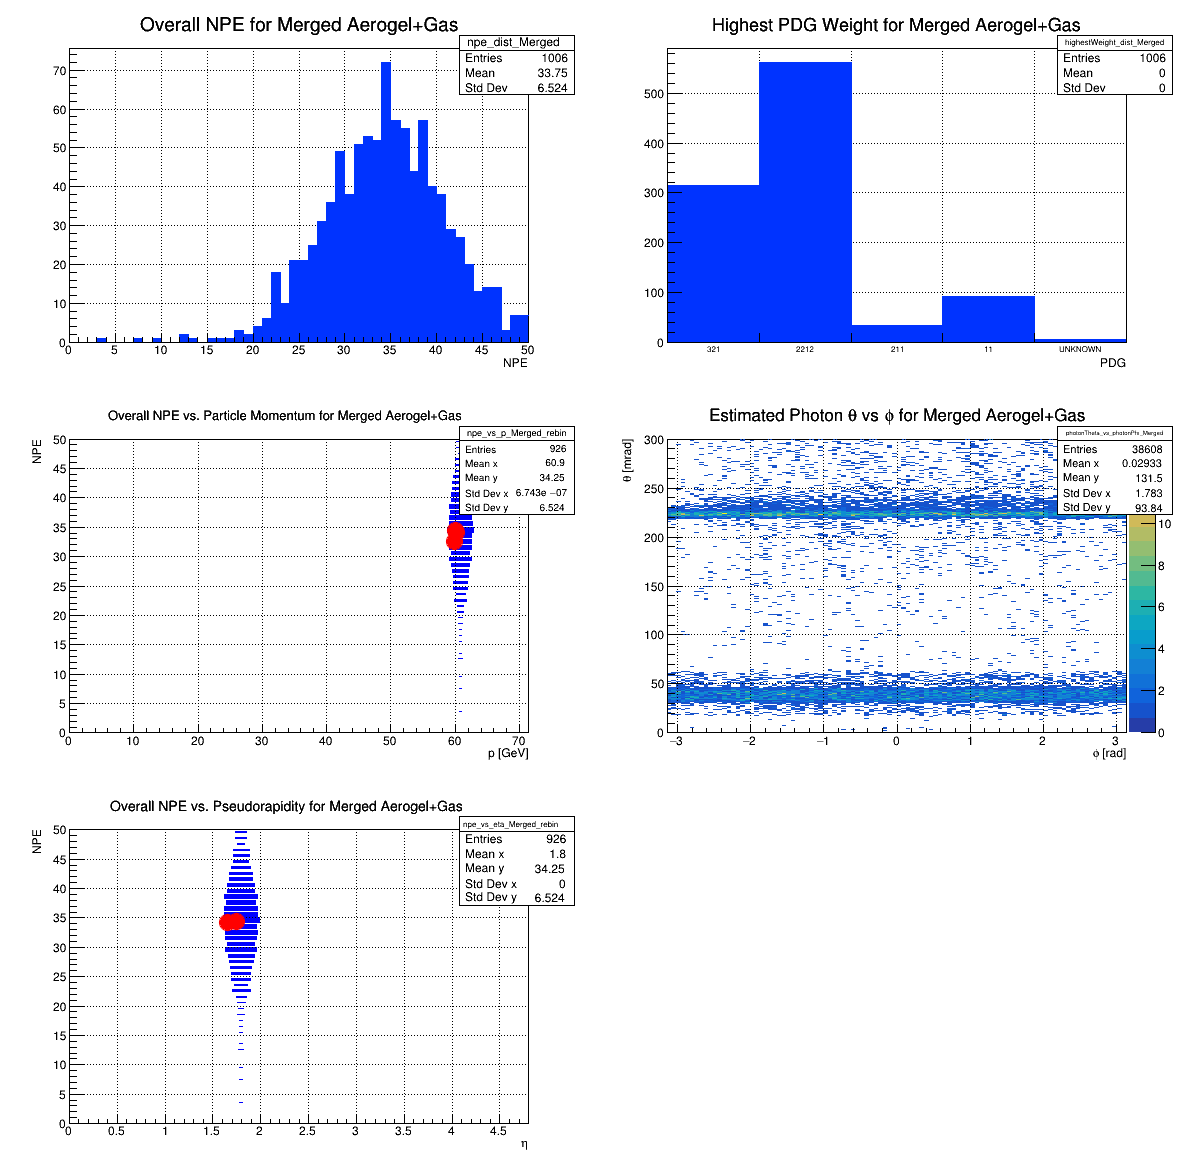 Overall NPE for Merged Aerogel+Gas
npe_dist_Merged
Entries 1006
Mean 33.75
Std Dev 6.524
70
60
50
40
30
20
10
0
0 5 10 15 20 25 30 35 40 45 50
NPE
Highest PDG Weight for Merged Aerogel+Gas
highestWeight_dist_Merged
Entries 1006
Mean 0
Std Dev 0
500
400
300
200
100
0
321 2212 211 11 UNKNOWN
PDG
Overall NPE vs. Particle Momentum for Merged Aerogel+Gas
npe_vs_p_Merged_rebin
Entries 926
Mean x 60.9
Mean y 34.25
Std Dev x 6.743e −07
Std Dev y 6.524
NPE
50
45
40
35
30
25
20
15
10
5
0
0 10 20 30 40 50 60 70
p [GeV]
Estimated Photon θ vs ϕ for Merged Aerogel+Gas
photonTheta_vs_photonPhi_Merged
Entries 38608
Mean x 0.02933
Mean y 131.5
Std Dev x 1.783
Std Dev y 93.84
θ [mrad]
300
250
200
150
100
50
0
−3 −2 −1 0 1 2 3
ϕ [rad]
10
8
6
4
2
0
Overall NPE vs. Pseudorapidity for Merged Aerogel+Gas
npe_vs_eta_Merged_rebin
Entries 926
Mean x 1.8
Mean y 34.25
Std Dev x 0
Std Dev y 6.524
NPE
50
45
40
35
30
25
20
15
10
5
0
0 0.5 1 1.5 2 2.5 3 3.5 4 4.5
η